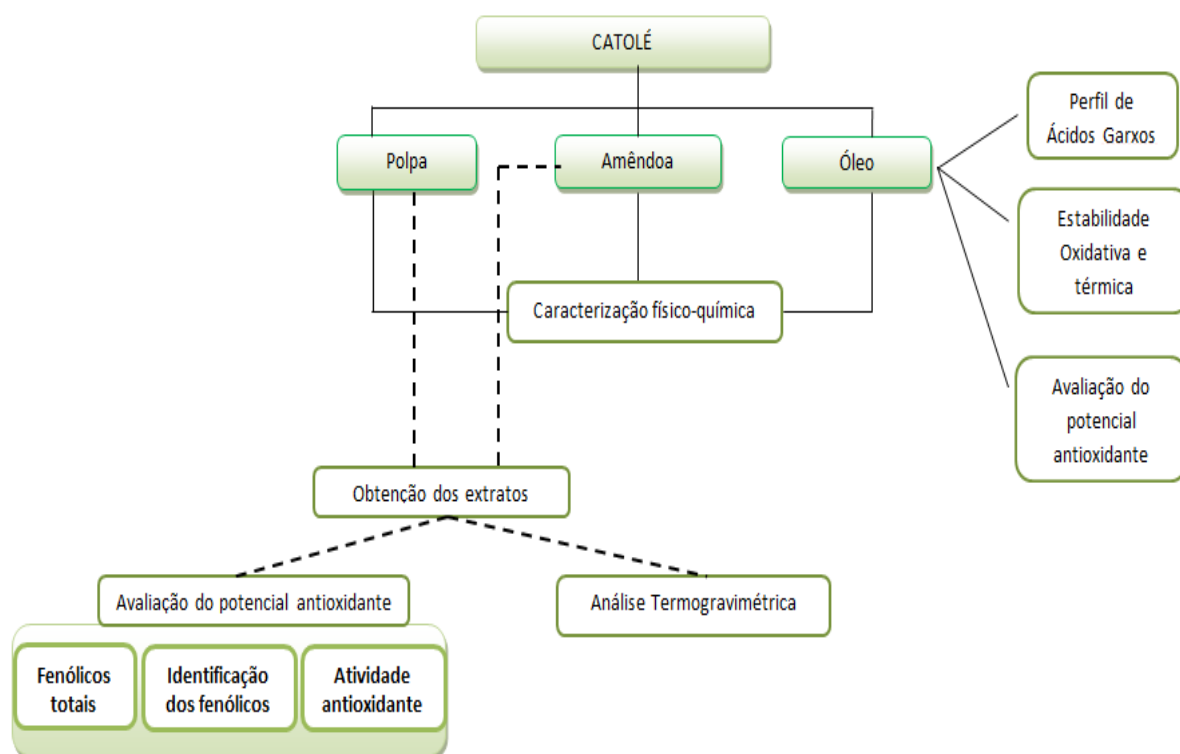 CATOLÉ
Polpa
Amêndoa
Óleo
Perfil de
Ácidos Garxos
Estabilidade
Oxidativa e
térmica
Avaliação do
potencial
antioxidante
Caracterização físico-química
Obtenção dos extratos
Avaliação do potencial antioxidante
Análise Termogravimétrica
Fenólicos
totais
Identificação
dos fenólicos
Atividade
antioxidante